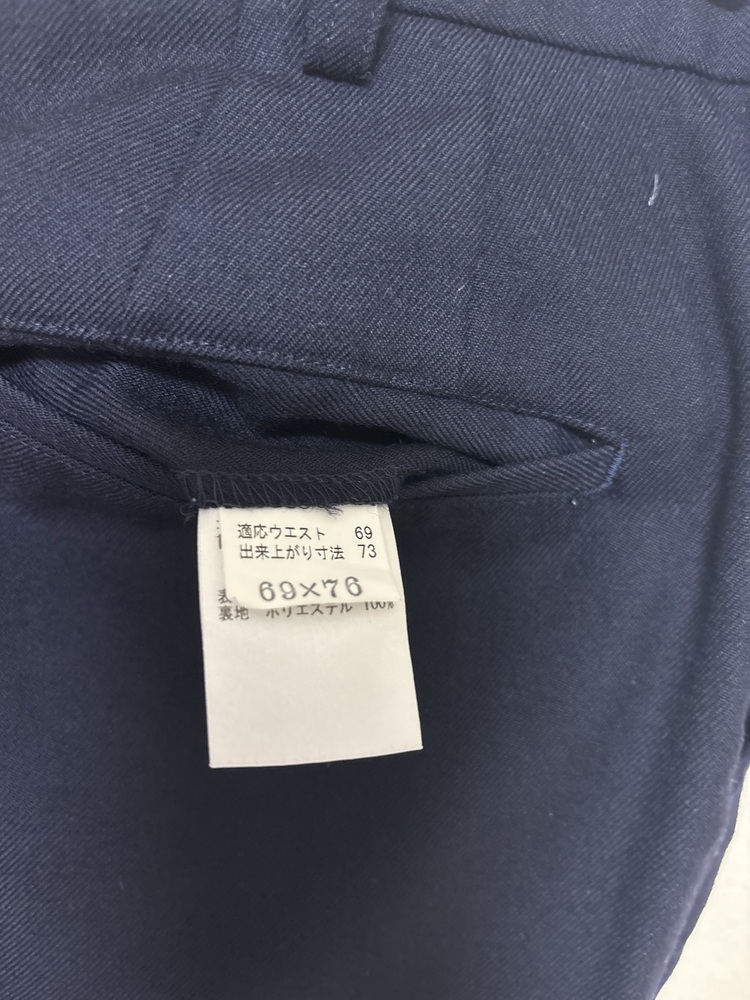 適応ウエスト 69
出来上がり寸法 73
69×76
表
裏地 ポリエステル 100%